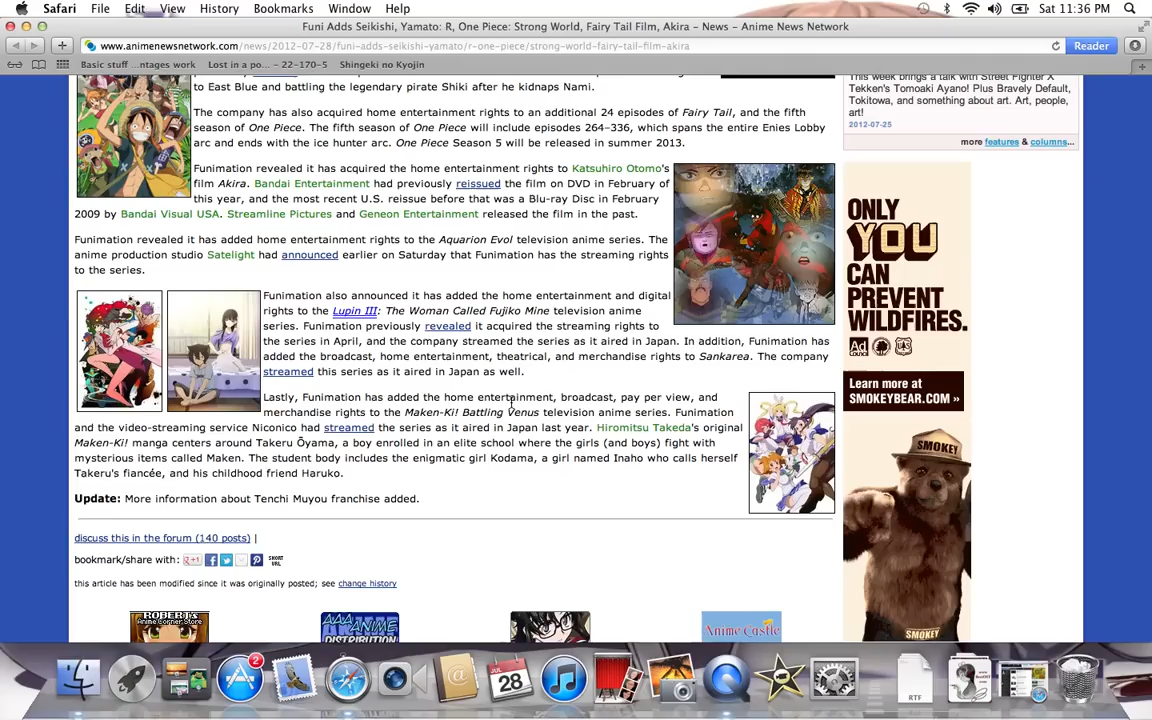 Safari File Edit View History Bookmarks Window Help Sat 11:36 PM
Funi Adds Seikishi, Yamato: R, One Piece: Strong World, Fairy Tail Film, Akira – News – Anime News Network
www.animenewsnetwork.com/news/2012-07-28/funi-adds-seikishi-yamato/r-one-piece/strong-world-fairy-tail-film-akira Reader
Basic stuff ...ntages work Lost in a po... – 22-170-5 Shingeki no Kyojin
to East Blue and battling the legendary pirate Shiki after he kidnaps Nami.
The company has also acquired home entertainment rights to an additional 24 episodes of Fairy Tail, and the fifth
season of One Piece. The fifth season of One Piece will include episodes 264–336, which spans the entire Enies Lobby
arc and ends with the ice hunter arc. One Piece Season 5 will be released in summer 2013.
Funimation revealed it has acquired the home entertainment rights to Katsuhiro Otomo's
film Akira. Bandai Entertainment had previously reissued the film on DVD in February of
this year, and the most recent U.S. reissue before that was a Blu-ray Disc in February
2009 by Bandai Visual USA. Streamline Pictures and Geneon Entertainment released the film in the past.
Funimation revealed it has added home entertainment rights to the Aquarion Evol television anime series. The
anime production studio Satelight had announced earlier on Saturday that Funimation has the streaming rights
to the series.
Funimation also announced it has added the home entertainment and digital
rights to the Lupin III: The Woman Called Fujiko Mine television anime
series. Funimation previously revealed it acquired the streaming rights to
the series in April, and the company streamed the series as it aired in Japan. In addition, Funimation has
added the broadcast, home entertainment, theatrical, and merchandise rights to Sankarea. The company
streamed this series as it aired in Japan as well.
Lastly, Funimation has added the home entertainment, broadcast, pay per view, and
merchandise rights to the Maken-Ki! Battling Venus television anime series. Funimation
and the video-streaming service Niconico had streamed the series as it aired in Japan last year. Hiromitsu Takeda's original
Maken-Ki! manga centers around Takeru Ōyama, a boy enrolled in an elite school where the girls (and boys) fight with
mysterious items called Maken. The student body includes the enigmatic girl Kodama, a girl named Inaho who calls herself
Takeru's fiancée, and his childhood friend Haruko.
Update: More information about Tenchi Muyou franchise added.
discuss this in the forum (140 posts) |
bookmark/share with: SHORT URL
this article has been modified since it was originally posted; see change history
ROBERT'S
Anime Corner Store
AAA ANIME
DISTRIBUTION
Anime Castle
This week brings a talk with Street Fighter X
Tekken's Tomoaki Ayano! Plus Bravely Default,
Tokitowa, and something about art. Art, people,
art!
2012-07-25
more features & columns...
ONLY
YOU
CAN
PREVENT
WILDFIRES.
Ad
Council
Learn more at
SMOKEYBEAR.COM »
SMOKEY
SMOKEY
2
JUL
28
RTF